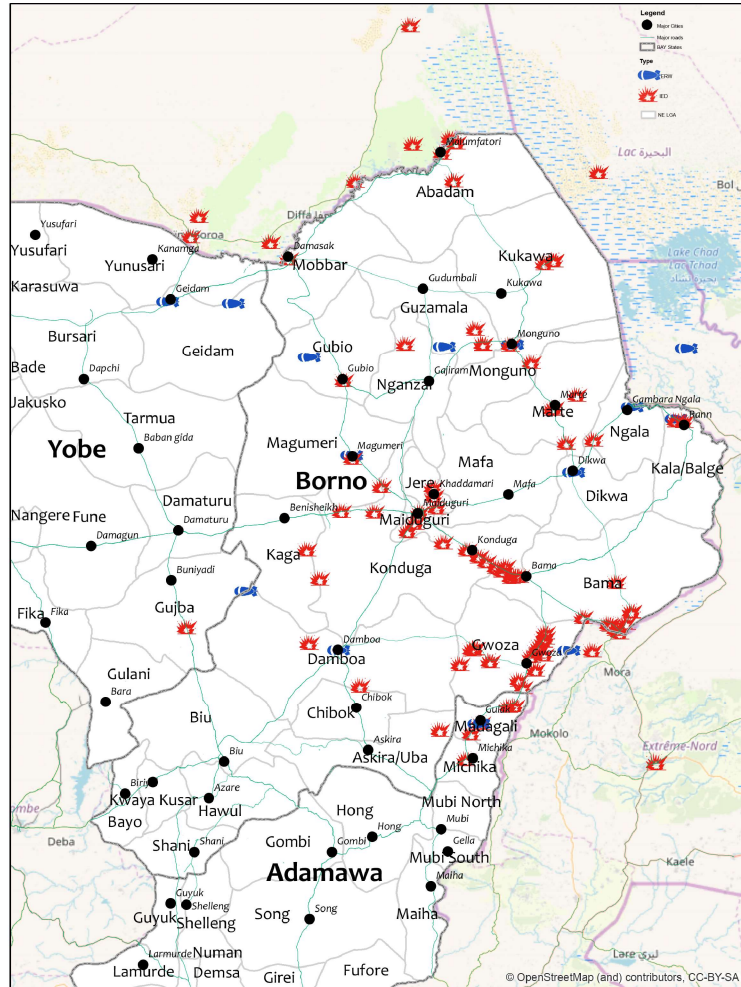 Legend
Major Cities
Major roads
BAY States
Type
ERW
IED
NE LGA
Malumfatori
البحيرة Lac
Abadam
Bol
Yusufari
Diffa
Yusufari
Kanamga
Damasak
Kukawa
Lake Chad
Lac Tchad
Yunusari
Mobbar
Karasuwa
Gudumbali
Kukawa
Geidam
Guzamala
Bursari
Gubio
Monguno
Geidam
Bade
Dapchi
Gubio
Gajiram
Monguno
Nganzai
Jakusko
Marte
Gambara Ngala
Tarmua
Marte
Rann
Baban gida
Ngala
Yobe
Magumeri
Magumeri
Mafa
Kala/Balge
Borno
Jere
Khaddamari
Dikwa
Mafa
Dikwa
Damaturu
Maiduguri
Nangere
Fune
Benisheikh
Maiduguri
Damaturu
Damagun
Kaga
Konduga
Konduga
Bama
Buniyadi
Bama
Gujba
Fika
Fika
Damboa
Gwoza
Damboa
Gwoza
Gulani
Mora
Bara
Chibok
Biu
Chibok
Gulak
Madagali
Mokolo
Askira
Extrême-Nord
Biu
Askira/Uba
Michika
Michika
Birir
Azare
Kwaya Kusar
Hawul
Mubi North
Bayo
Hong
Mubi
Deba
Shani
Shani
Gombi
Gombi
Hong
Gella
Mubi South
Kaele
Adamawa
Maiha
Guyuk
Shelleng
Guyuk
Shelleng
Song
Song
Maiha
Larmurde
Numan
Lare
Lamurde
Demsa
Girei
Fufore
© OpenStreetMap (and) contributors, CC-BY-SA